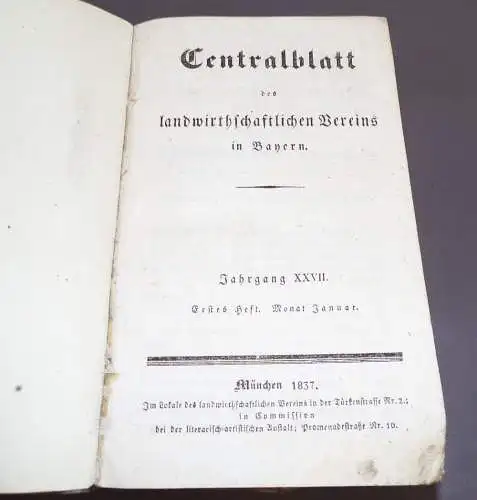 Centralblatt
des
landwirthschaftlichen Vereins
in Bayern.
Jahrgang XXVII.
Erstes Heft. Monat Januar.
München 1837.
Im Lokale des landwirthschaftlichen Vereins in der Türkenstrasse Nr. 2.;
in Commission
bei der literarisch-artistischen Anstalt; Promenadestraße Nr. 10.